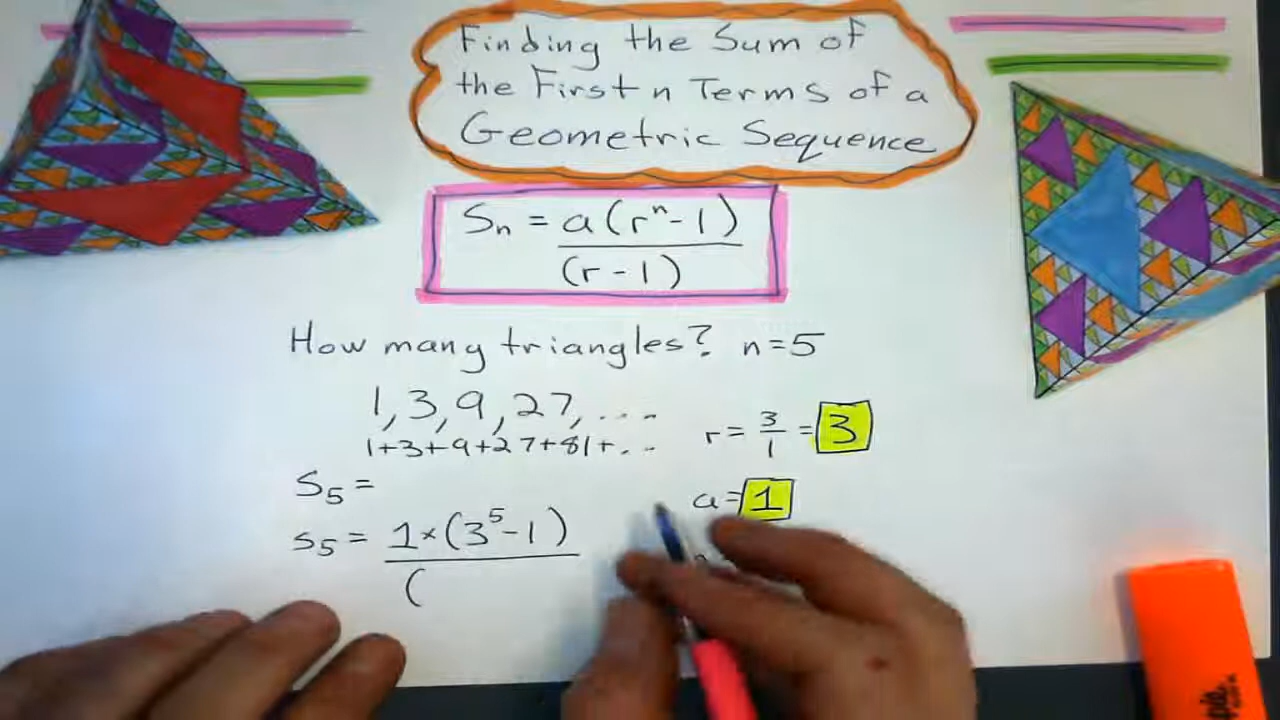 Finding the Sum of
the First n Terms of a
Geometric Sequence
Sn = a(rⁿ-1)
(r-1)
How many triangles? n=5
1, 3, 9, 27, ...
1+3+9+27+81+...
r = 3/1 = 3
S₅ =
a = 1
S₅ = 1×(3⁵-1)
(